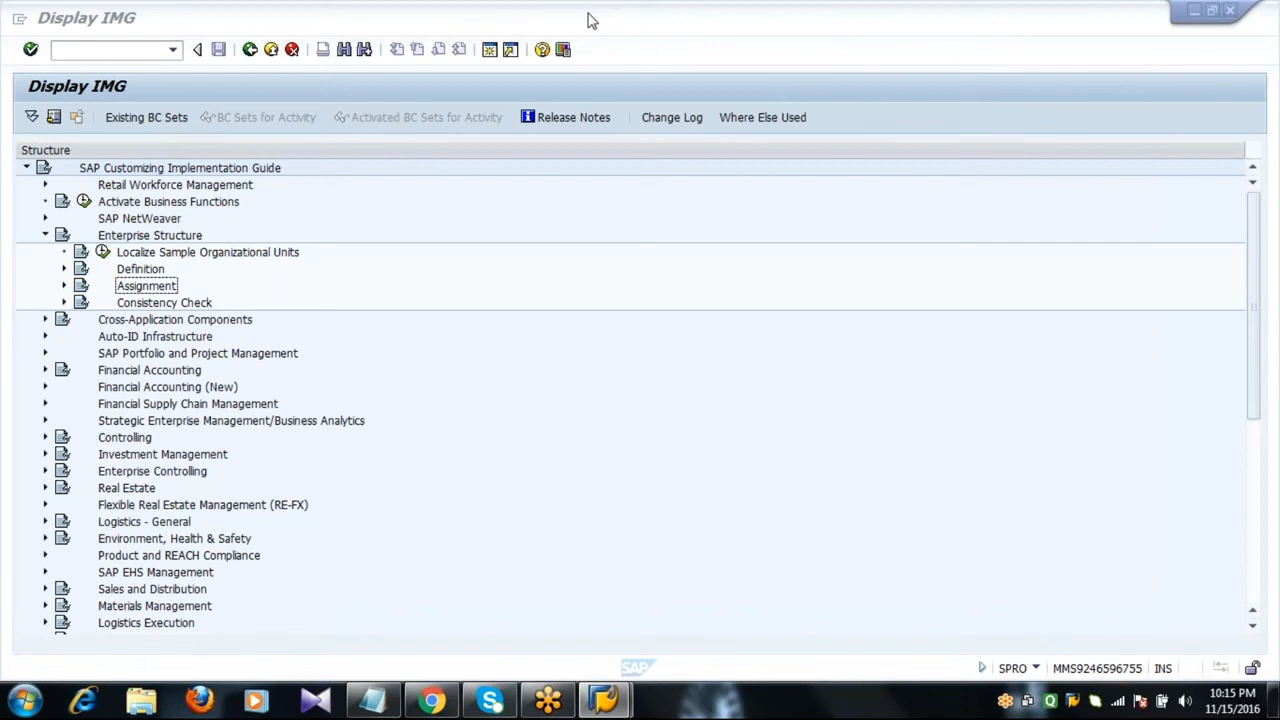 Display IMG
Display IMG
Existing BC Sets BC Sets for Activity Activated BC Sets for Activity Release Notes Change Log Where Else Used
Structure
SAP Customizing Implementation Guide
Retail Workforce Management
Activate Business Functions
SAP NetWeaver
Enterprise Structure
Localize Sample Organizational Units
Definition
Assignment
Consistency Check
Cross-Application Components
Auto-ID Infrastructure
SAP Portfolio and Project Management
Financial Accounting
Financial Accounting (New)
Financial Supply Chain Management
Strategic Enterprise Management/Business Analytics
Controlling
Investment Management
Enterprise Controlling
Real Estate
Flexible Real Estate Management (RE-FX)
Logistics - General
Environment, Health & Safety
Product and REACH Compliance
SAP EHS Management
Sales and Distribution
Materials Management
Logistics Execution
SAP SPRO MMS9246596755 INS
10:15 PM
11/15/2016